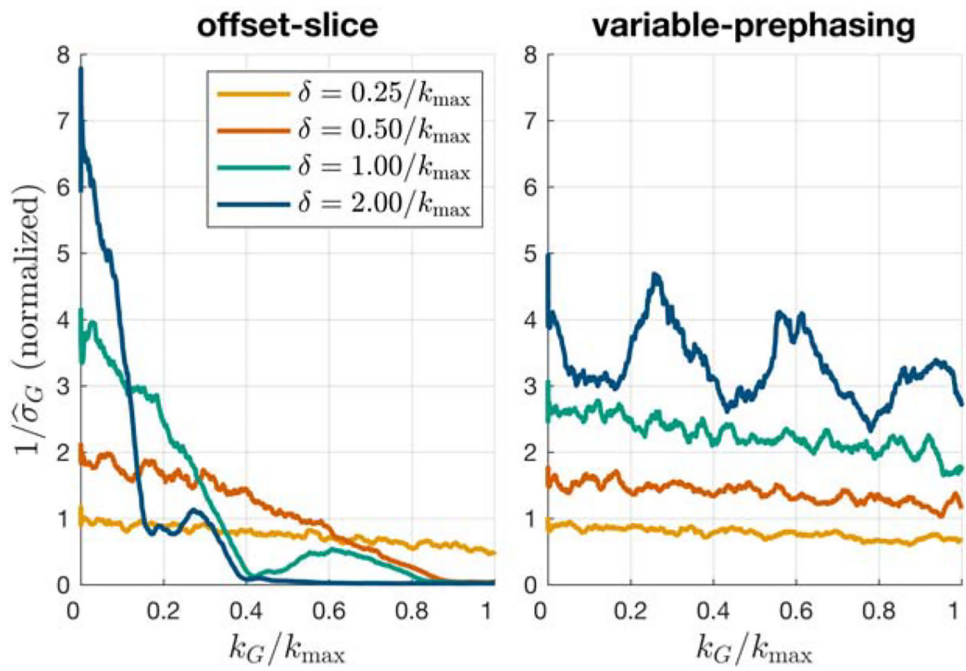 offset-slice
variable-prephasing
8
7
6
5
4
3
2
1
0
1/σ̂_G (normalized)
δ = 0.25/k_max
δ = 0.50/k_max
δ = 1.00/k_max
δ = 2.00/k_max
0 0.2 0.4 0.6 0.8 1
k_G/k_max
8
7
6
5
4
3
2
1
0
0 0.2 0.4 0.6 0.8 1
k_G/k_max